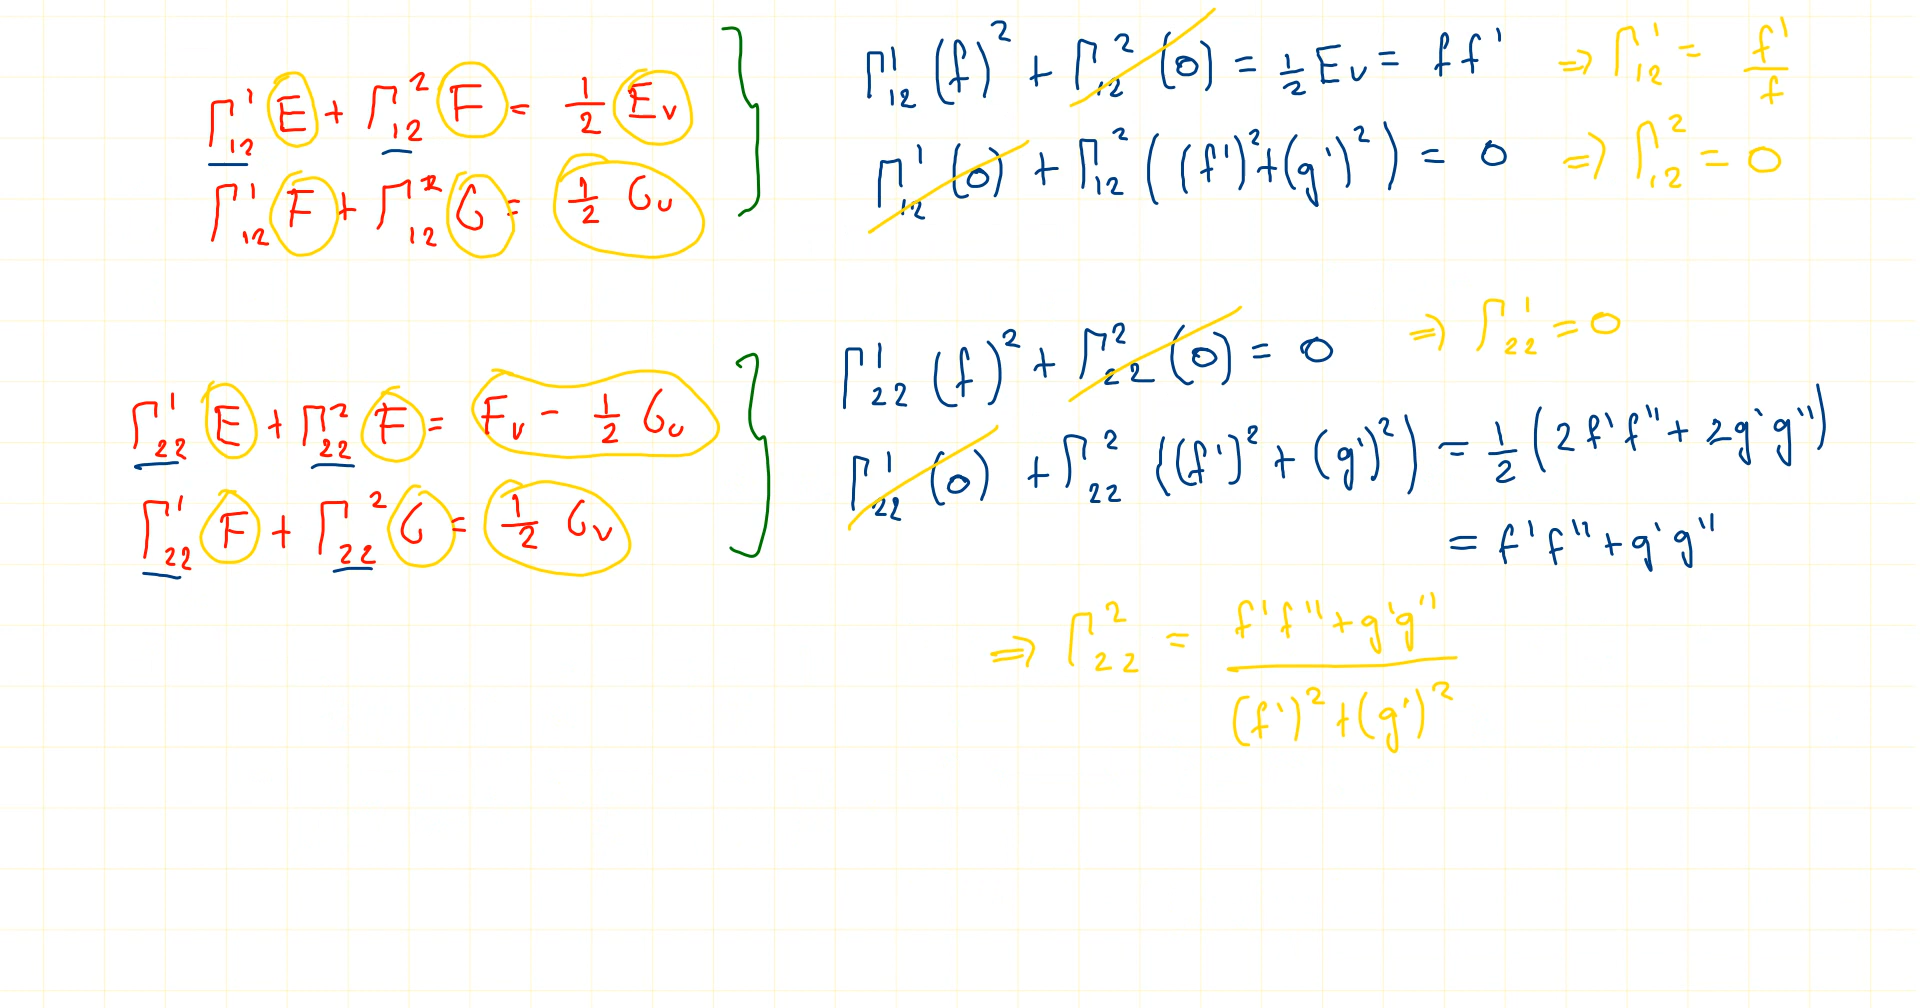 Γ¹₁₂ E + Γ²₁₂ F = 1/2 E_v
Γ¹₁₂ F + Γ²₁₂ G = 1/2 G_u
Γ¹₁₂ (f)² + Γ²₁₂ (0) = 1/2 E_v = f f' ⇒ Γ¹₁₂ = f'/f
Γ¹₁₂ (0) + Γ²₁₂ ((f')² + (g')²) = 0 ⇒ Γ²₁₂ = 0
Γ¹₂₂ E + Γ²₂₂ F = F_v - 1/2 G_u
Γ¹₂₂ F + Γ²₂₂ G = 1/2 G_v
Γ¹₂₂ (f)² + Γ²₂₂ (0) = 0 ⇒ Γ¹₂₂ = 0
Γ¹₂₂ (0) + Γ²₂₂ ((f')² + (g')²) = 1/2 (2f'f'' + 2g'g'')
= f'f'' + g'g''
⇒ Γ²₂₂ = (f'f'' + g'g'')/((f')² + (g')²)